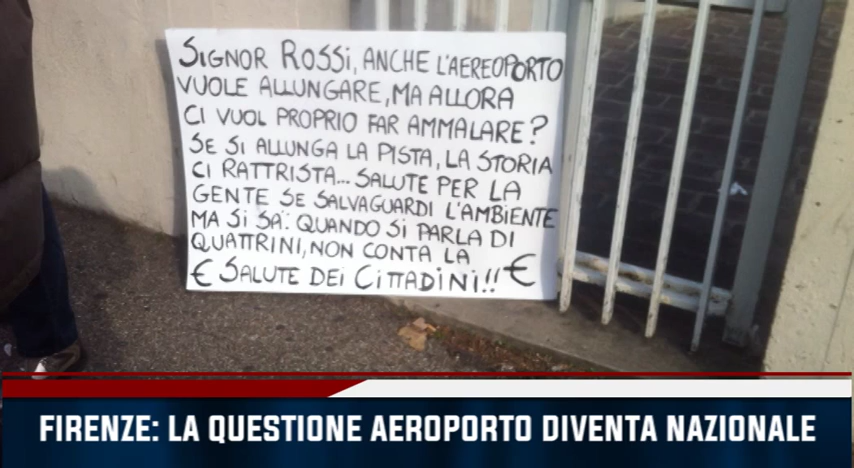 SIGNOR ROSSI, ANCHE L'AEREOPORTO
VUOLE ALLUNGARE, MA ALLORA
CI VUOL PROPRIO FAR AMMALARE?
SE SI ALLUNGA LA PISTA, LA STORIA
CI RATTRISTA... SALUTE PER LA
GENTE SE SALVAGUARDI L'AMBIENTE
MA SI SA: QUANDO SI PARLA DI
QUATTRINI, NON CONTA LA
€ SALUTE DEI CITTADINI!! €
FIRENZE: LA QUESTIONE AEROPORTO DIVENTA NAZIONALE